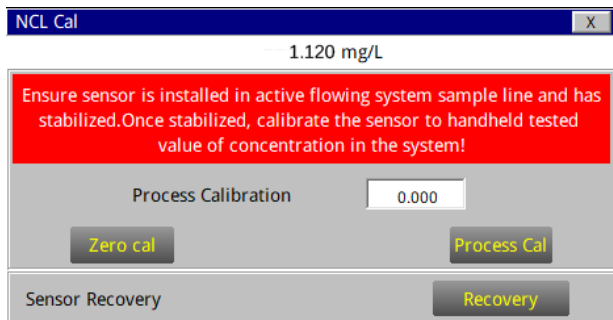 NCL Cal X
1.120 mg/L
Ensure sensor is installed in active flowing system sample line and has
stabilized.Once stabilized, calibrate the sensor to handheld tested
value of concentration in the system!
Process Calibration 0.000
Zero cal Process Cal
Sensor Recovery Recovery